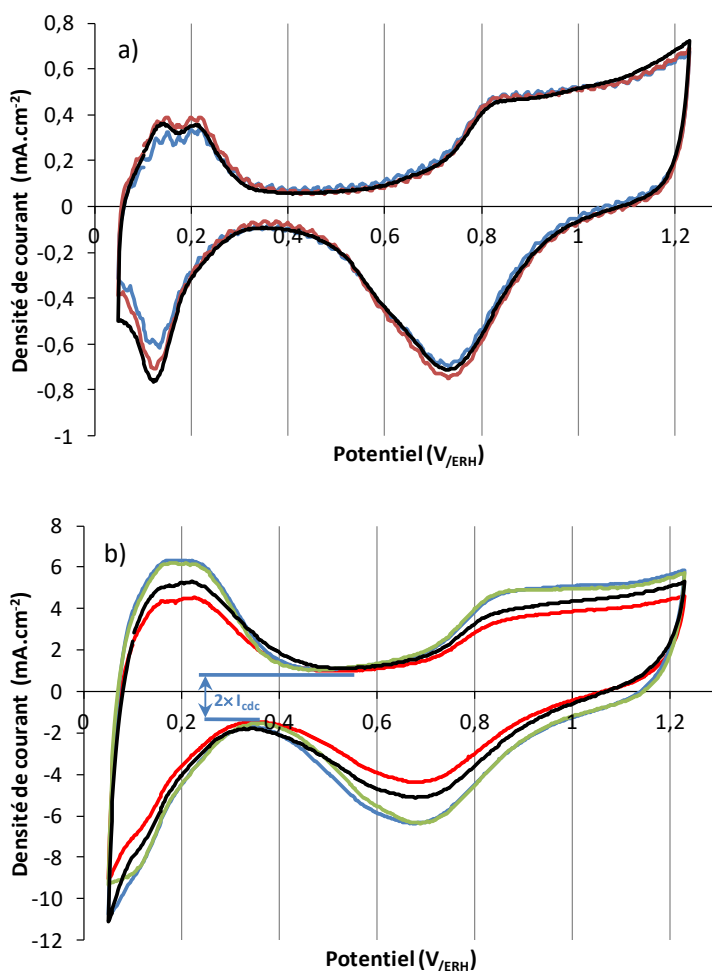 a)
0,8
0,6
0,4
0,2
0
-0,2
-0,4
-0,6
-0,8
-1
0 0,2 0,4 0,6 0,8 1 1,2
Densité de courant (mA.cm-2)
Potentiel (V/ERH)
b)
8
6
4
2
0
-2
-4
-6
-8
-10
-12
0 0,2 0,4 0,6 0,8 1 1,2
2× Icdc
Densité de courant (mA.cm-2)
Potentiel (V/ERH)